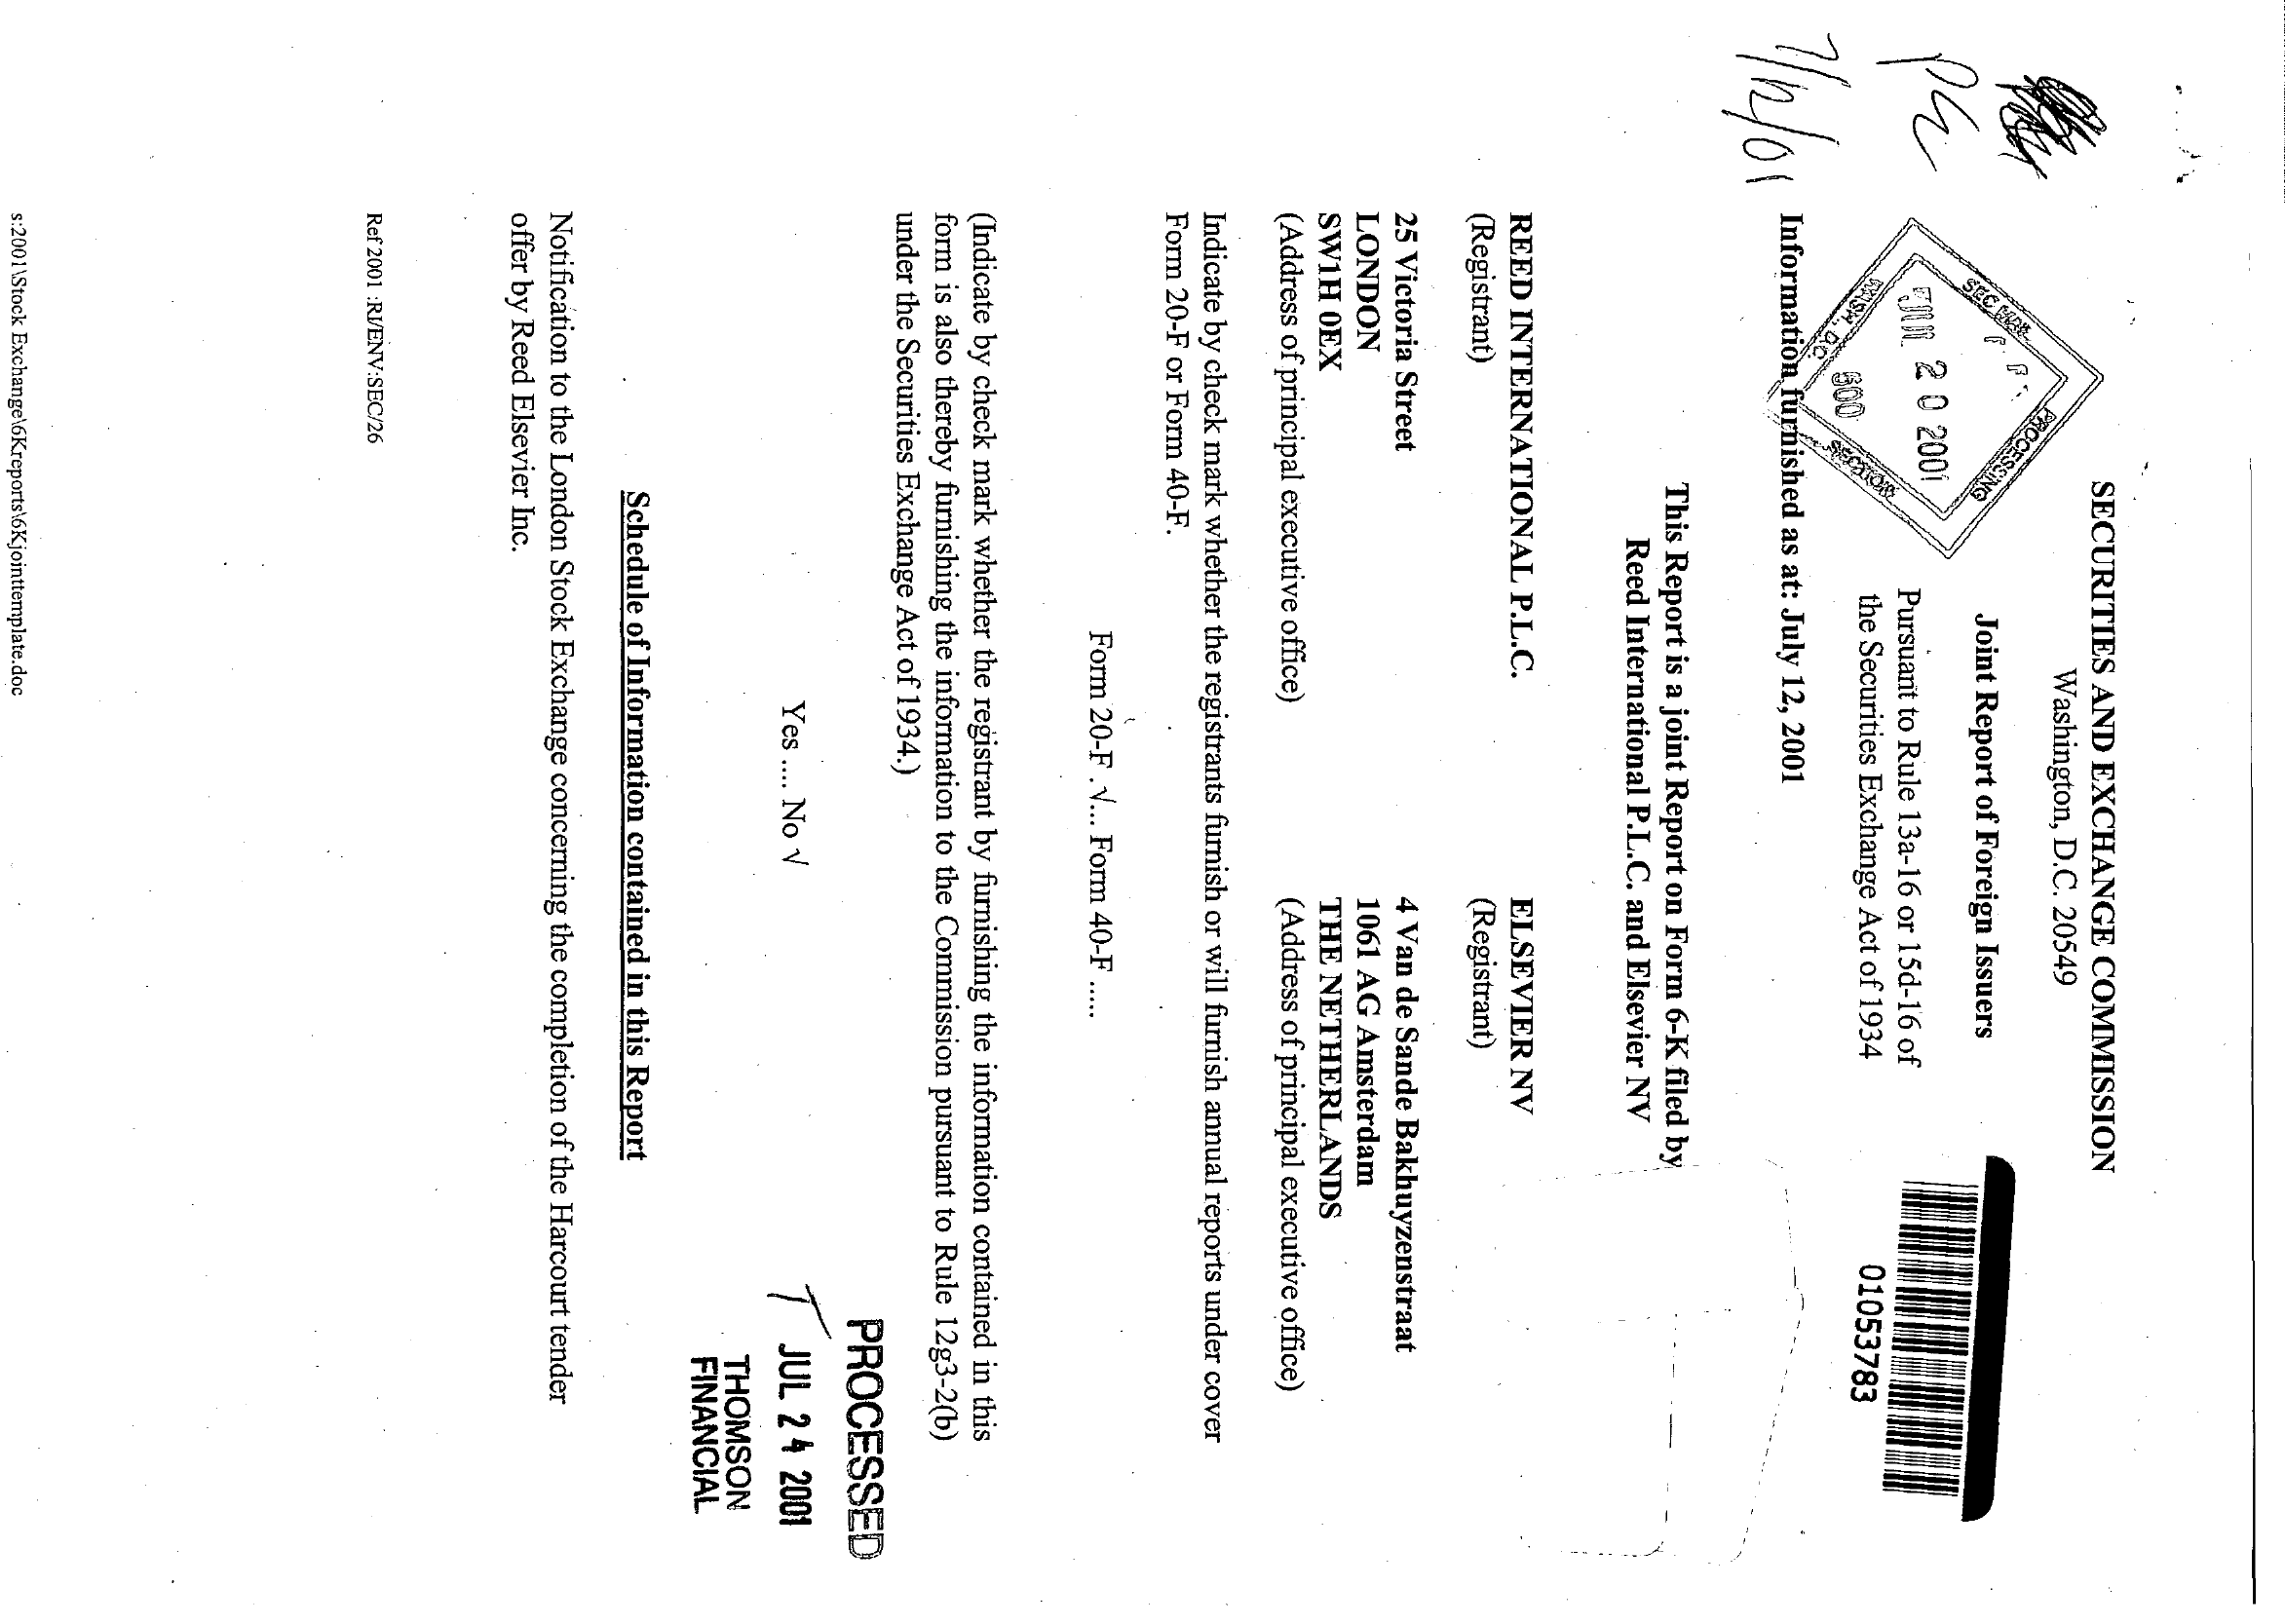 SECURITIES AND EXCHANGE COMMISSION
Washington, D.C. 20549
Joint Report of Foreign Issuers
Pursuant to Rule 13a-16 or 15d-16 of
the Securities Exchange Act of 1934
01053783
SEC MAIL
PROCESSING
JUL 20 2001
WASH. D.C.
SECTION
7/12/01
Information furnished as at: July 12, 2001
This Report is a joint Report on Form 6-K filed by
Reed International P.L.C. and Elsevier NV
REED INTERNATIONAL P.L.C. ELSEVIER NV
(Registrant) (Registrant)
25 Victoria Street 4 Van de Sande Bakhuyzenstraat
LONDON 1061 AG Amsterdam
SW1H 0EX THE NETHERLANDS
(Address of principal executive office) (Address of principal executive office)
Indicate by check mark whether the registrants furnish or will furnish annual reports under cover
Form 20-F or Form 40-F.
Form 20-F .√... Form 40-F .....
(Indicate by check mark whether the registrant by furnishing the information contained in this
form is also thereby furnishing the information to the Commission pursuant to Rule 12g3-2(b)
under the Securities Exchange Act of 1934.)
Yes .... No √
PROCESSED
JUL 24 2001
THOMSON
FINANCIAL
Schedule of Information contained in this Report
Notification to the London Stock Exchange concerning the completion of the Harcourt tender
offer by Reed Elsevier Inc.
Ref 2001 :RI/ENV:SEC/26
s:2001\Stock Exchange\6Kreports\6Kjointtemplate.doc